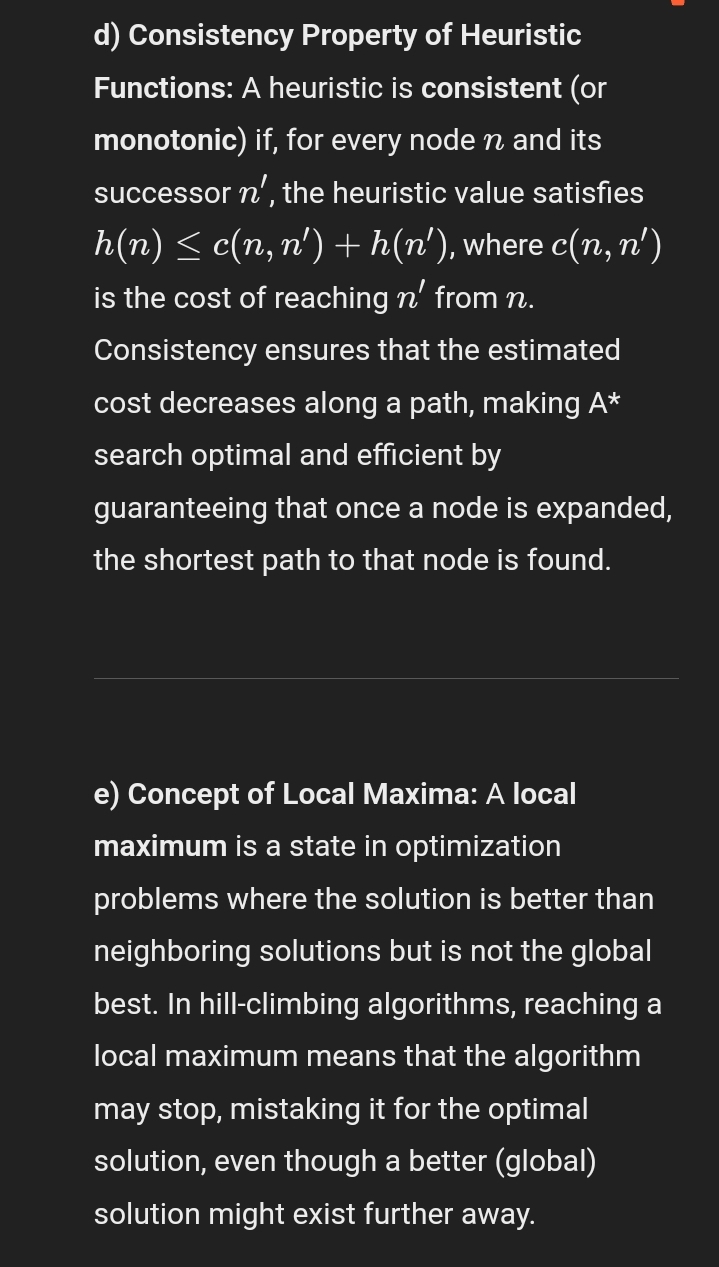 d) Consistency Property of Heuristic
Functions: A heuristic is consistent (or
monotonic) if, for every node n and its
successor n′, the heuristic value satisfies
h(n) ≤ c(n, n′) + h(n′), where c(n, n′)
is the cost of reaching n′ from n.
Consistency ensures that the estimated
cost decreases along a path, making A*
search optimal and efficient by
guaranteeing that once a node is expanded,
the shortest path to that node is found.
e) Concept of Local Maxima: A local
maximum is a state in optimization
problems where the solution is better than
neighboring solutions but is not the global
best. In hill-climbing algorithms, reaching a
local maximum means that the algorithm
may stop, mistaking it for the optimal
solution, even though a better (global)
solution might exist further away.